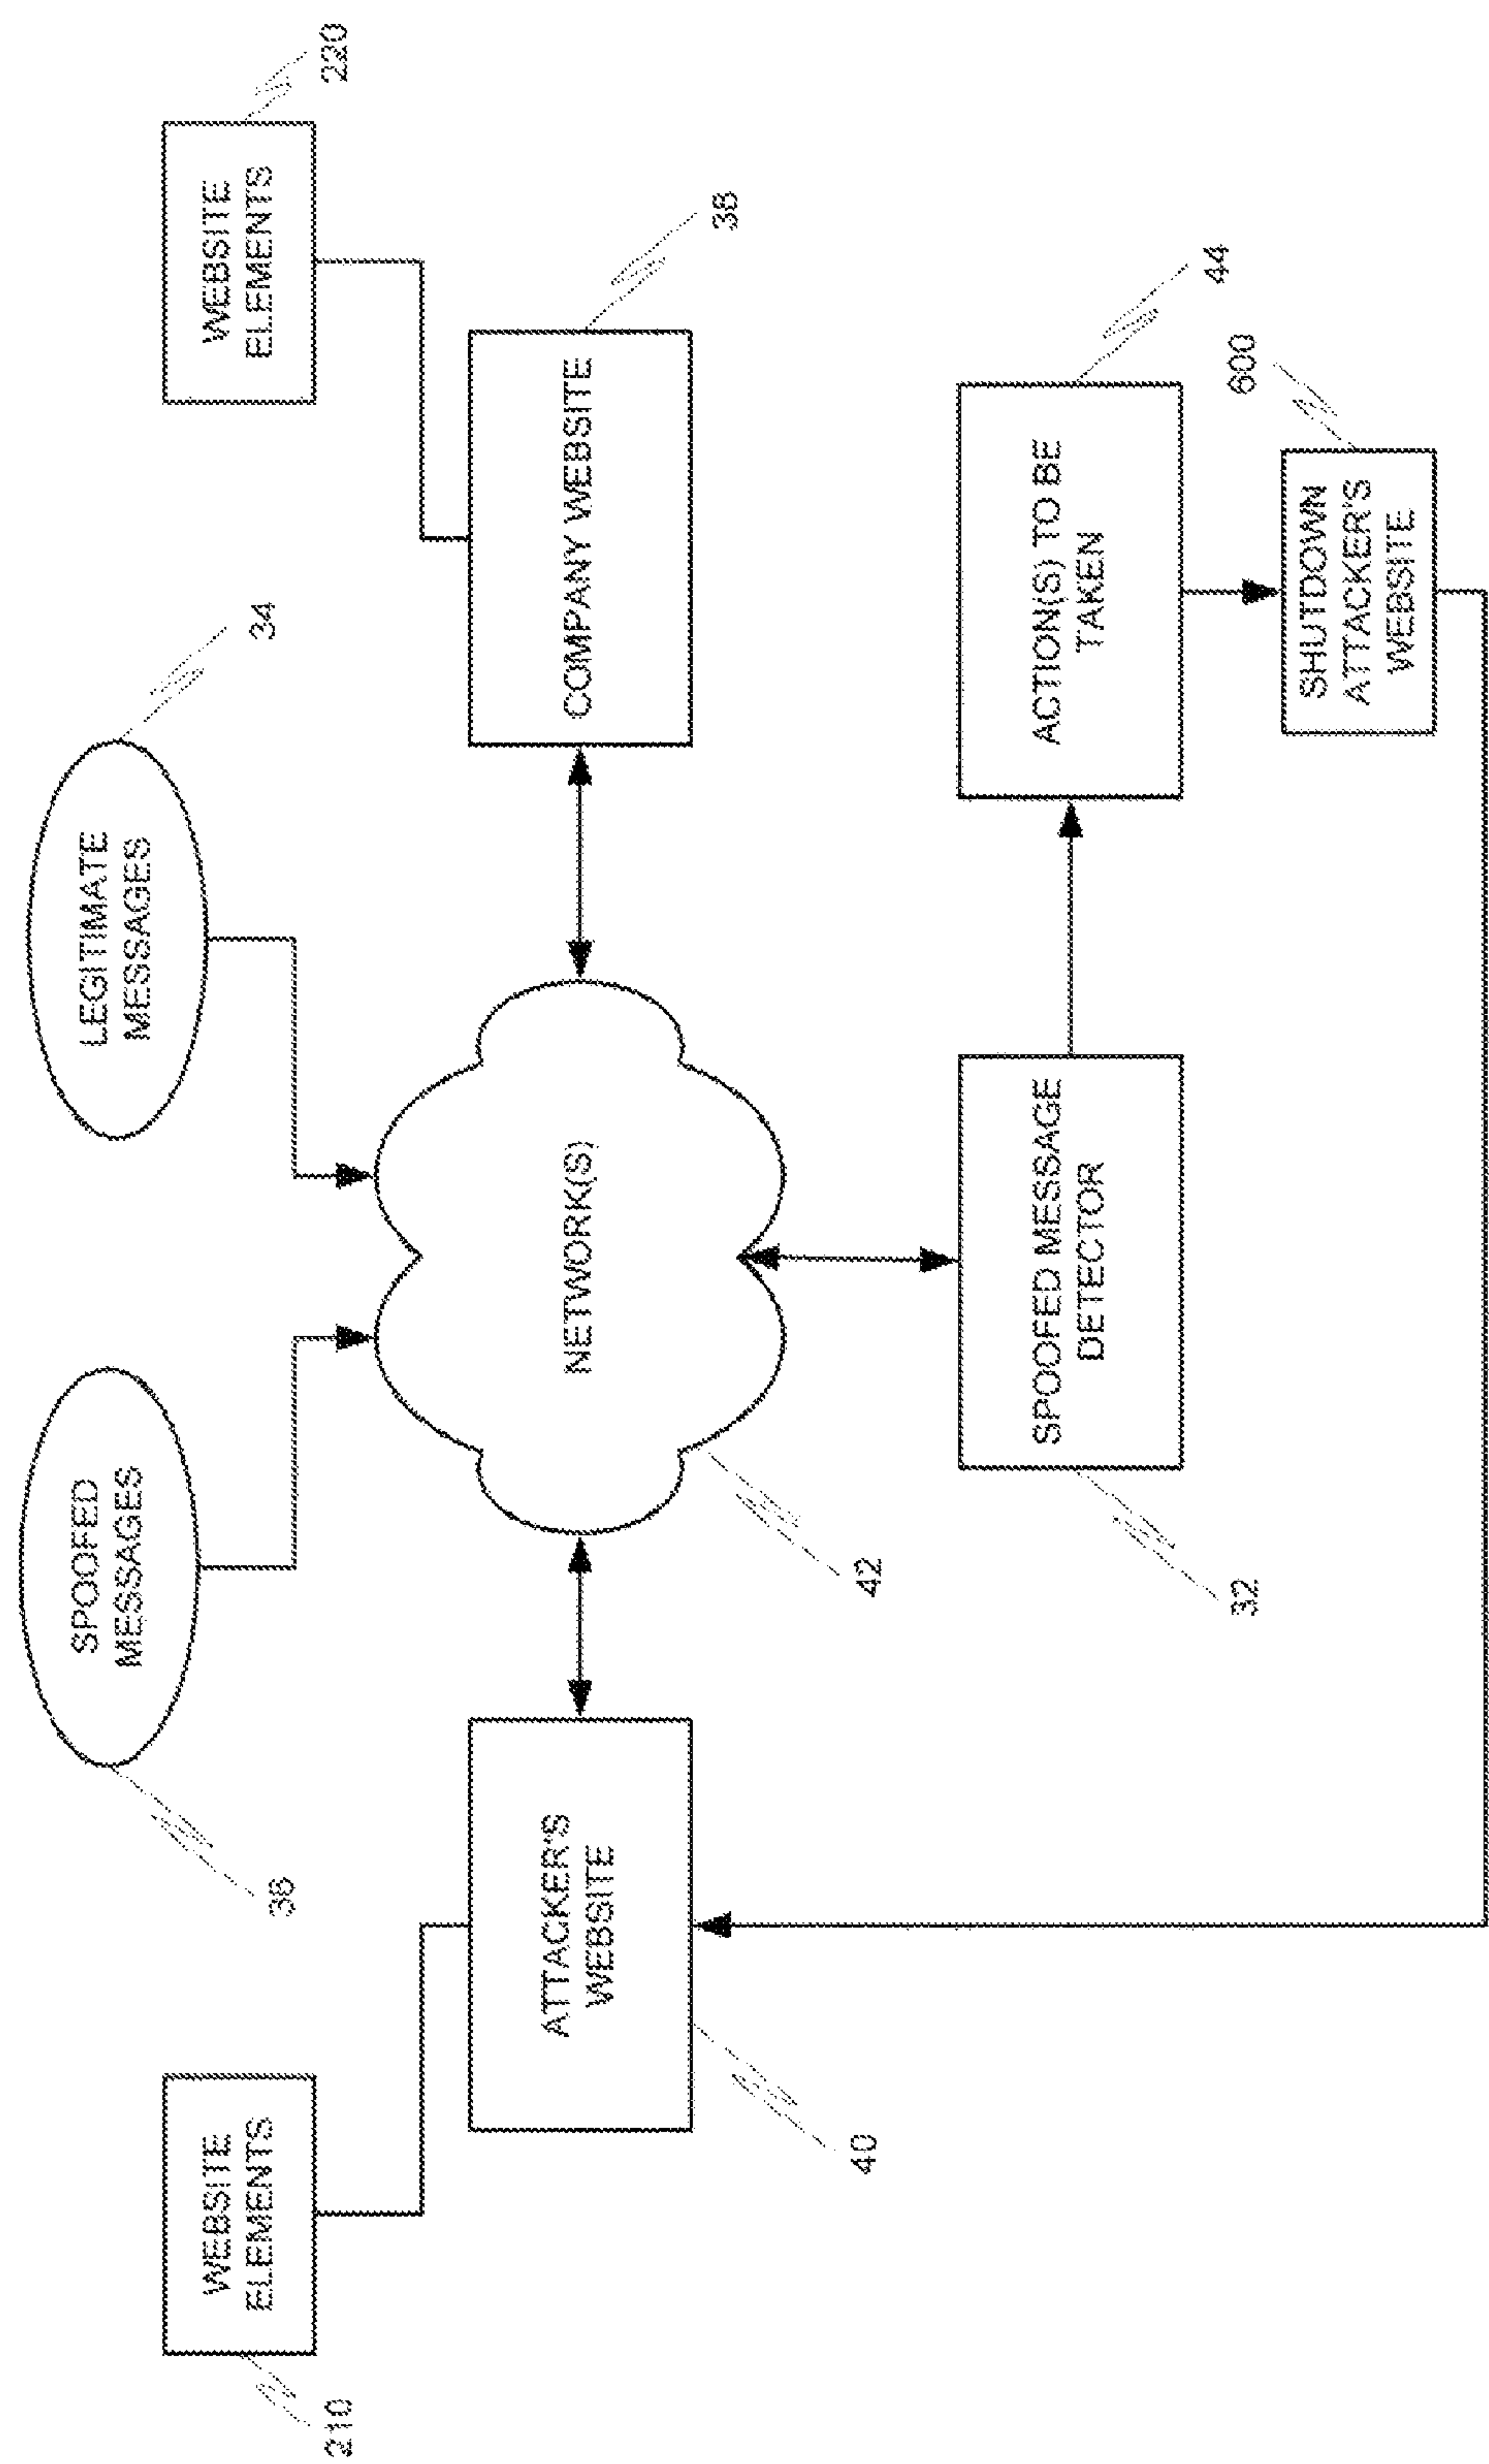 SPOOFED
MESSAGES
36
LEGITIMATE
MESSAGES
34
WEBSITE
ELEMENTS
210
WEBSITE
ELEMENTS
220
ATTACKER'S
WEBSITE
40
NETWORK(S)
42
COMPANY WEBSITE
38
SPOOFED MESSAGE
DETECTOR
32
ACTION(S) TO BE
TAKEN
44
600
SHUTDOWN
ATTACKER'S
WEBSITE